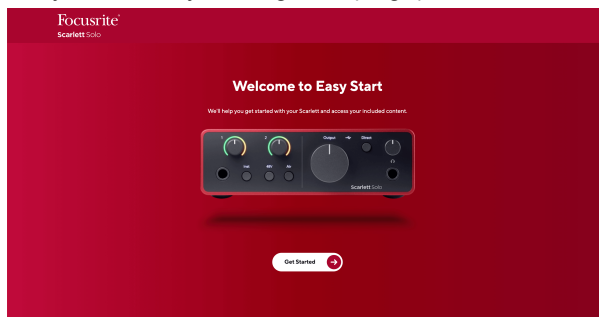 Focusrite®
Scarlett Solo
Welcome to Easy Start
We'll help you get started with your Scarlett and access your included content.
1
2
Output
Direct
Inst
48V
Air
Scarlett Solo
Get Started